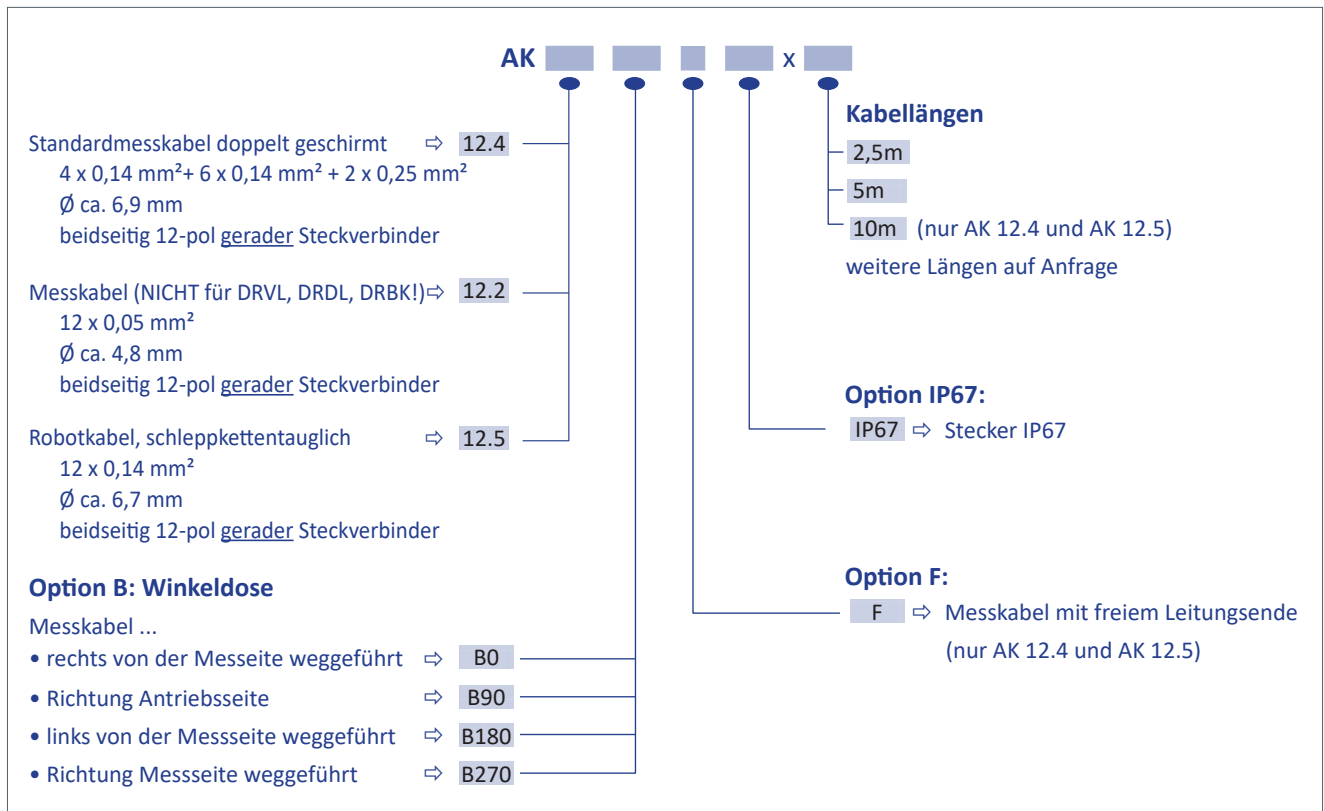 AK x
Standardmesskabel doppelt geschirmt ⇨ 12.4
4 x 0,14 mm²+ 6 x 0,14 mm² + 2 x 0,25 mm²
Ø ca. 6,9 mm
beidseitig 12-pol gerader Steckverbinder
Messkabel (NICHT für DRVL, DRDL, DRBK!) ⇨ 12.2
12 x 0,05 mm²
Ø ca. 4,8 mm
beidseitig 12-pol gerader Steckverbinder
Robotkabel, schleppkettentauglich ⇨ 12.5
12 x 0,14 mm²
Ø ca. 6,7 mm
beidseitig 12-pol gerader Steckverbinder
Option B: Winkeldose
Messkabel ...
• rechts von der Messeite weggeführt ⇨ B0
• Richtung Antriebsseite ⇨ B90
• links von der Messseite weggeführt ⇨ B180
• Richtung Messseite weggeführt ⇨ B270
Kabellängen
2,5m
5m
10m (nur AK 12.4 und AK 12.5)
weitere Längen auf Anfrage
Option IP67:
IP67 ⇨ Stecker IP67
Option F:
F ⇨ Messkabel mit freiem Leitungsende
(nur AK 12.4 und AK 12.5)